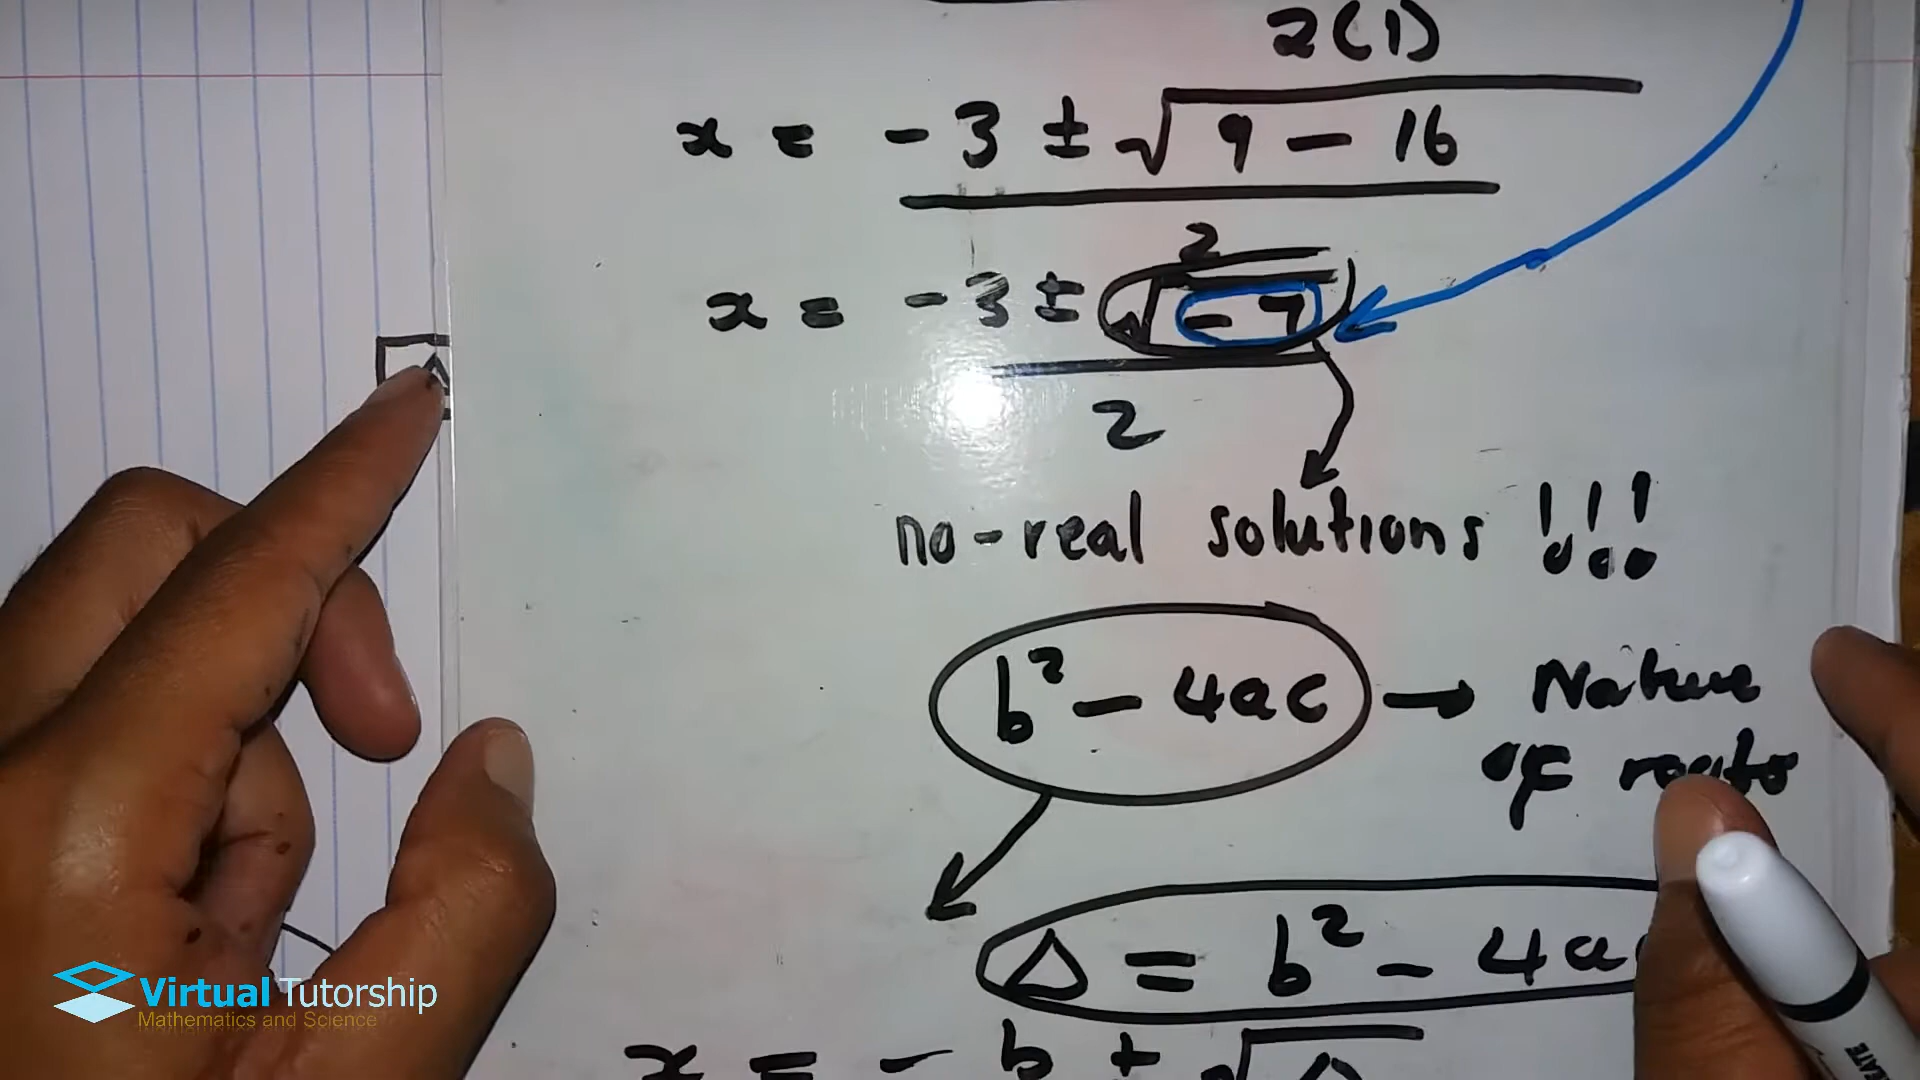 2(1)
x = -3 ± √9 - 16
2
x = -3 ± √-7
2
no-real solutions !!!
b² - 4ac → Nature
of roots
Δ = b² - 4a
x = -b ± √Δ
Virtual Tutorship
Mathematics and Science